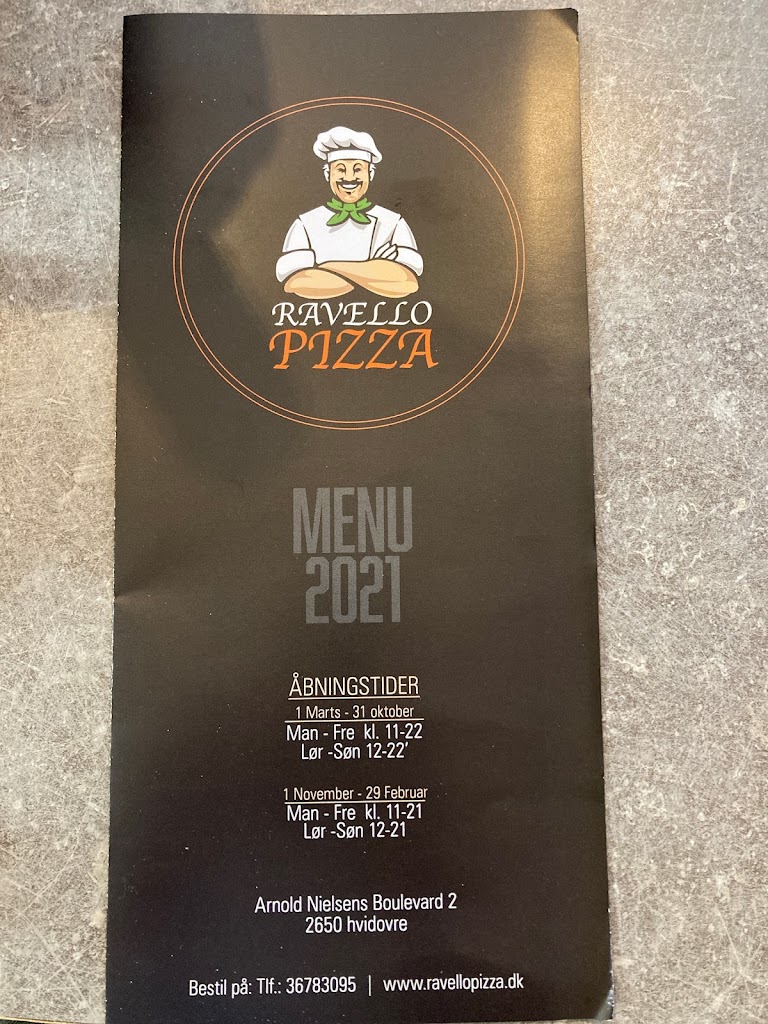 RAVELLO
PIZZA
MENU
2021
ÅBNINGSTIDER
1 Marts - 31 oktober
Man - Fre kl. 11-22
Lør -Søn 12-22'
1 November - 29 Februar
Man - Fre kl. 11-21
Lør -Søn 12-21
Arnold Nielsens Boulevard 2
2650 hvidovre
Bestil på: Tlf.: 36783095 | www.ravellopizza.dk